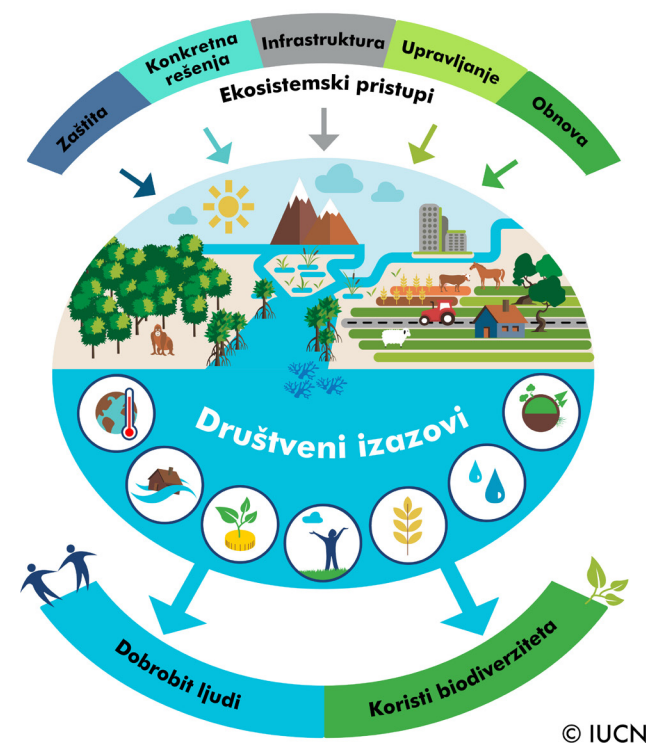 Zaštita
Konkretna
rešenja
Infrastruktura
Upravljanje
Obnova
Ekosistemski pristupi
Društveni izazovi
Dobrobit ljudi
Koristi biodiverziteta
© IUCN